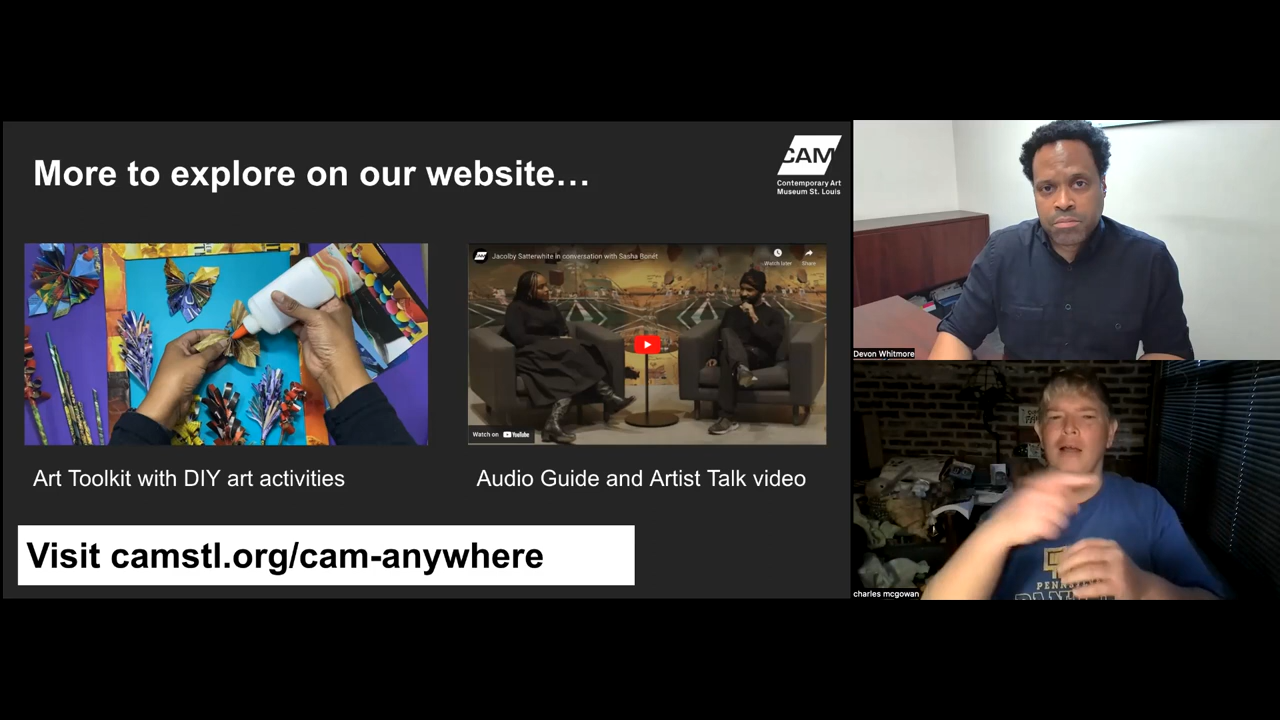 More to explore on our website…
CAM
Contemporary Art
Museum St. Louis
Jacolby Satterwhite in conversation with Sasha Bonét
Watch later
Share
Watch on YouTube
Art Toolkit with DIY art activities
Audio Guide and Artist Talk video
Visit camstl.org/cam-anywhere
Devon Whitmore
charles mcgowan